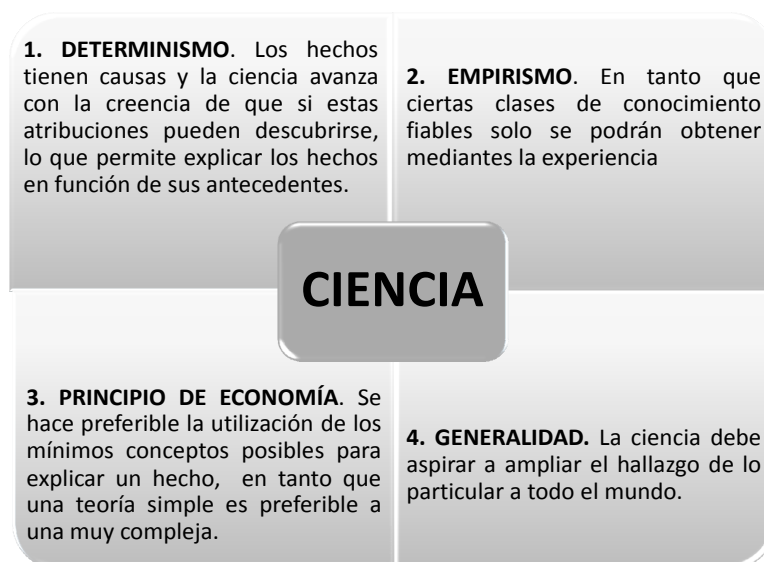 1. DETERMINISMO. Los hechos
tienen causas y la ciencia avanza
con la creencia de que si estas
atribuciones pueden descubrirse,
lo que permite explicar los hechos
en función de sus antecedentes.
2. EMPIRISMO. En tanto que
ciertas clases de conocimiento
fiables solo se podrán obtener
mediantes la experiencia
CIENCIA
3. PRINCIPIO DE ECONOMÍA. Se
hace preferible la utilización de los
mínimos conceptos posibles para
explicar un hecho, en tanto que
una teoría simple es preferible a
una muy compleja.
4. GENERALIDAD. La ciencia debe
aspirar a ampliar el hallazgo de lo
particular a todo el mundo.